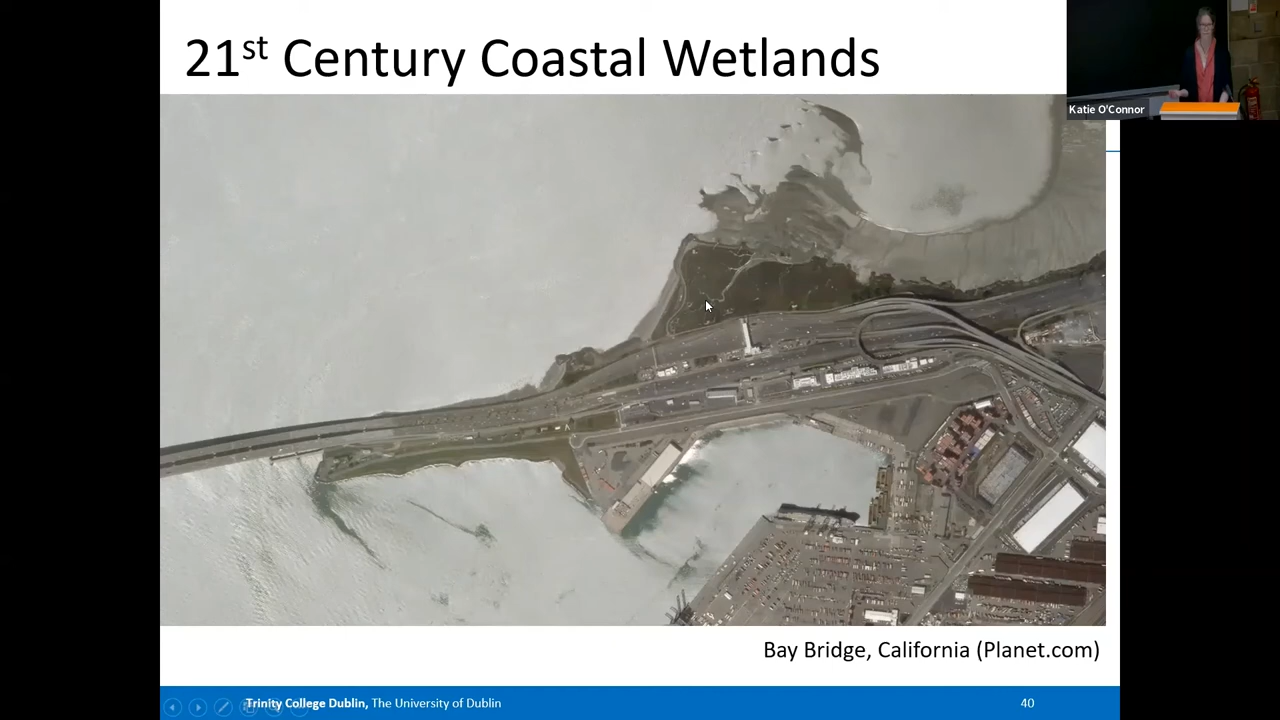 21st Century Coastal Wetlands
Katie O'Connor
Bay Bridge, California (Planet.com)
Trinity College Dublin, The University of Dublin
40